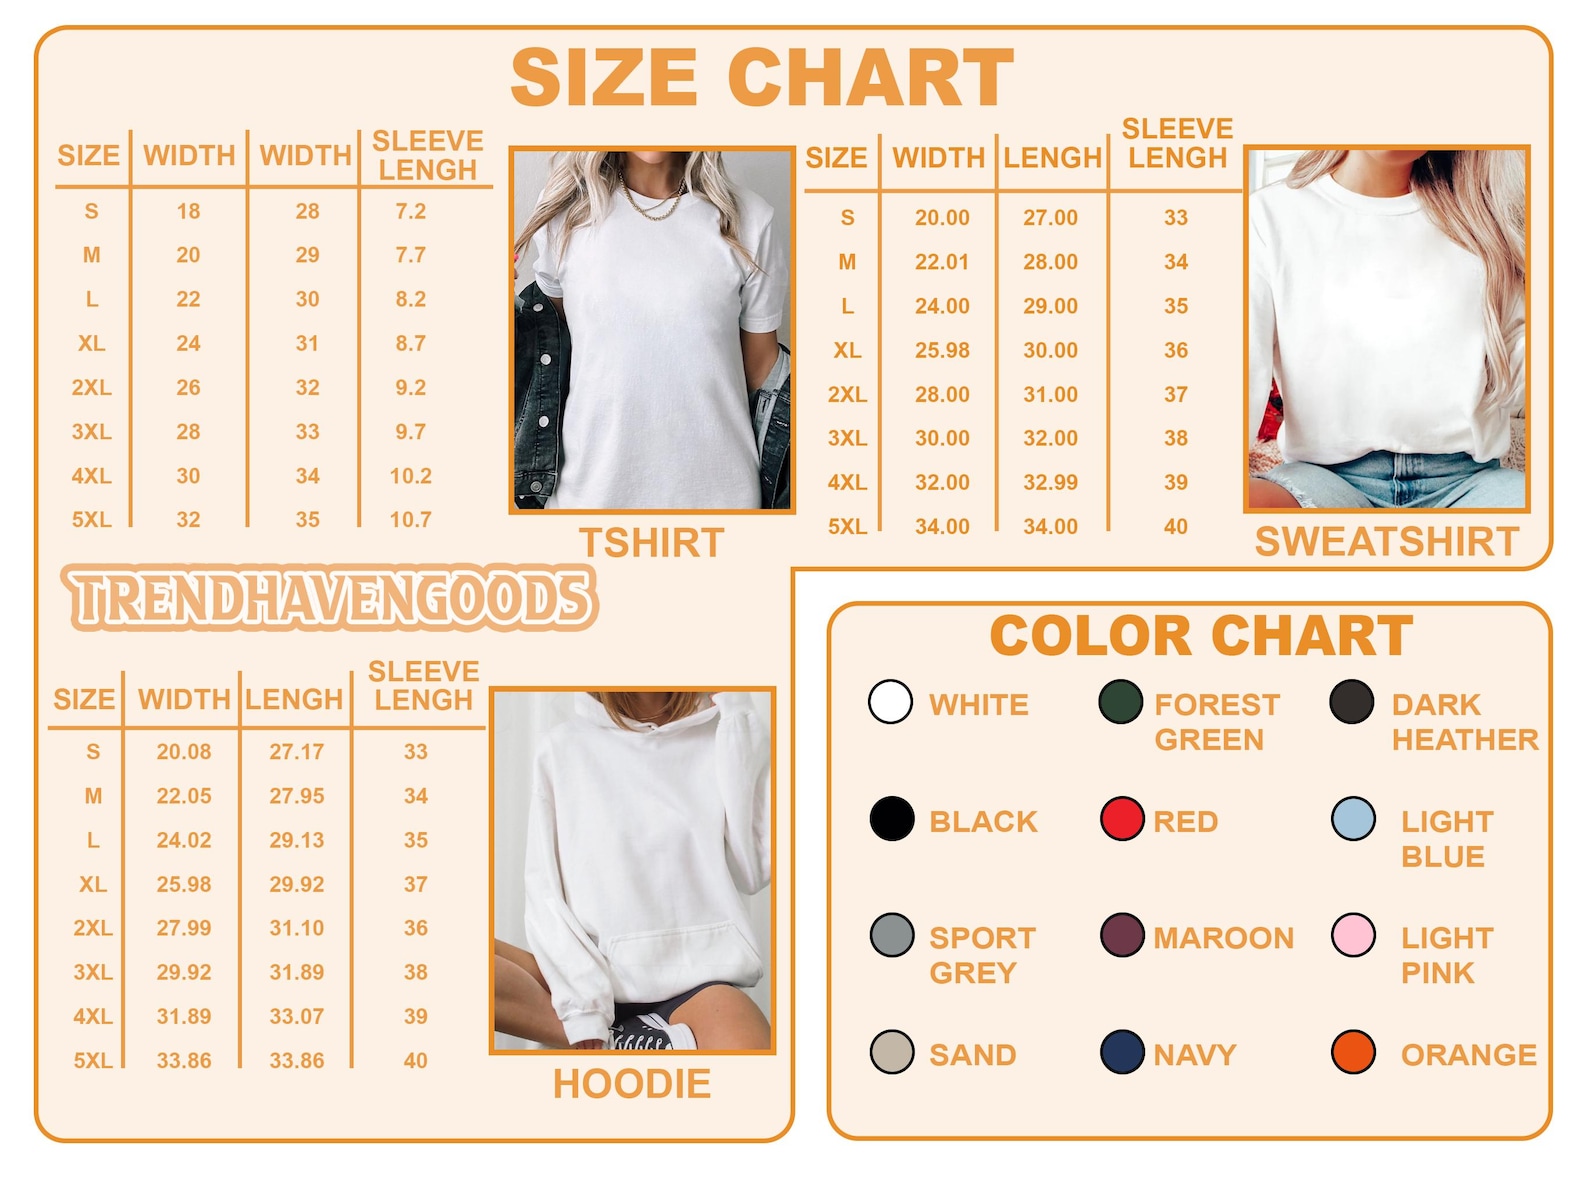 SIZE CHART
SIZE WIDTH WIDTH SLEEVE LENGH
S 18 28 7.2
M 20 29 7.7
L 22 30 8.2
XL 24 31 8.7
2XL 26 32 9.2
3XL 28 33 9.7
4XL 30 34 10.2
5XL 32 35 10.7
TSHIRT
SIZE WIDTH LENGH SLEEVE LENGH
S 20.00 27.00 33
M 22.01 28.00 34
L 24.00 29.00 35
XL 25.98 30.00 36
2XL 28.00 31.00 37
3XL 30.00 32.00 38
4XL 32.00 32.99 39
5XL 34.00 34.00 40
SWEATSHIRT
TRENDHAVENGOODS
SIZE WIDTH LENGH SLEEVE LENGH
S 20.08 27.17 33
M 22.05 27.95 34
L 24.02 29.13 35
XL 25.98 29.92 37
2XL 27.99 31.10 36
3XL 29.92 31.89 38
4XL 31.89 33.07 39
5XL 33.86 33.86 40
HOODIE
COLOR CHART
WHITE
FOREST GREEN
DARK HEATHER
BLACK
RED
LIGHT BLUE
SPORT GREY
MAROON
LIGHT PINK
SAND
NAVY
ORANGE